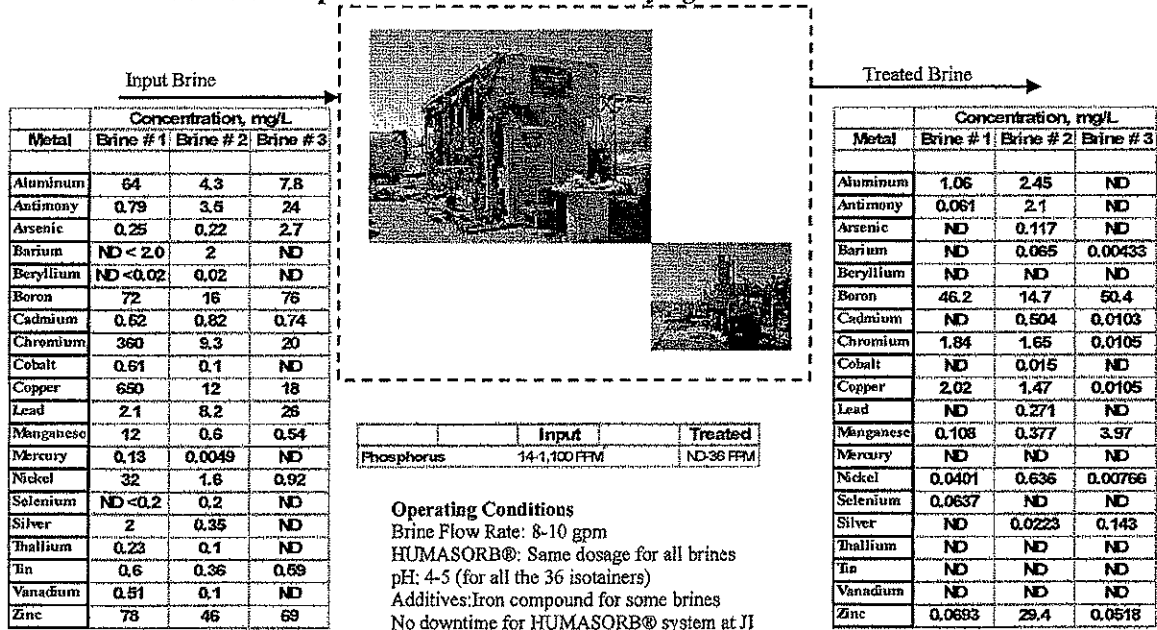 Input Brine
Treated Brine
Concentration, mg/L
Metal Brine # 1 Brine # 2 Brine # 3
Aluminum 64 4.3 7.8
Antimony 0.79 3.5 24
Arsenic 0.25 0.22 2.7
Barium ND < 2.0 2 ND
Beryllium ND <0.02 0.02 ND
Boron 72 16 76
Cadmium 0.62 0.82 0.74
Chromium 360 9.3 20
Cobalt 0.61 0.1 ND
Copper 650 12 18
Lead 2.1 8.2 26
Manganese 12 0.6 0.54
Mercury 0.13 0.0049 ND
Nickel 32 1.6 0.92
Selenium ND <0.2 0.2 ND
Silver 2 0.35 ND
Thallium 0.23 0.1 ND
Tin 0.6 0.36 0.59
Vanadium 0.51 0.1 ND
Zinc 78 46 69
Input Treated
Phosphorus 14-1,100 PPM ND-36 PPM
Operating Conditions
Brine Flow Rate: 8-10 gpm
HUMASORB®: Same dosage for all brines
pH: 4-5 (for all the 36 isotainers)
Additives:Iron compound for some brines
No downtime for HUMASORB® system at JI
Concentration, mg/L
Metal Brine # 1 Brine # 2 Brine # 3
Aluminum 1.06 2.45 ND
Antimony 0.061 2.1 ND
Arsenic ND 0.117 ND
Barium ND 0.065 0.00433
Beryllium ND ND ND
Boron 46.2 14.7 50.4
Cadmium ND 0.504 0.0103
Chromium 1.84 1.65 0.0105
Cobalt ND 0.015 ND
Copper 2.02 1.47 0.0105
Lead ND 0.271 ND
Manganese 0.108 0.377 3.97
Mercury ND ND ND
Nickel 0.0401 0.636 0.00766
Selenium 0.0637 ND ND
Silver ND 0.0223 0.143
Thallium ND ND ND
Tin ND ND ND
Vanadium ND ND ND
Zinc 0.0693 29.4 0.0518